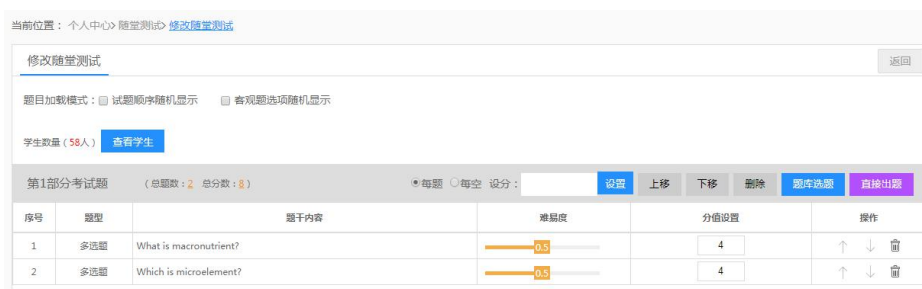 当前位置：个人中心>随堂测试>修改随堂测试
修改随堂测试 返回
题目加载模式：试题顺序随机显示 客观题选项随机显示
学生数量（58人） 查看学生
第1部分考试题 （总题数：2 总分数：8） 每题 每空 设分： 设置 上移 下移 删除 题库选题 直接出题
序号 题型 题干内容 难易度 分值设置 操作
1 多选题 What is macronutrient? 0.5 4
2 多选题 Which is microelement? 0.5 4